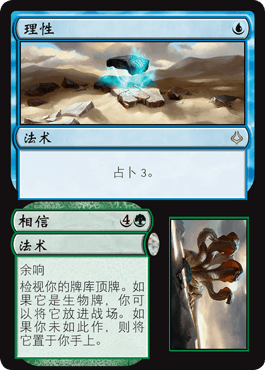 理性
法术
占卜 3。
相信 4
法术
余响
检视你的牌库顶牌。如
果它是生物牌，你可
以将它放进战场。如
果你未如此作，则将
它置于你手上。